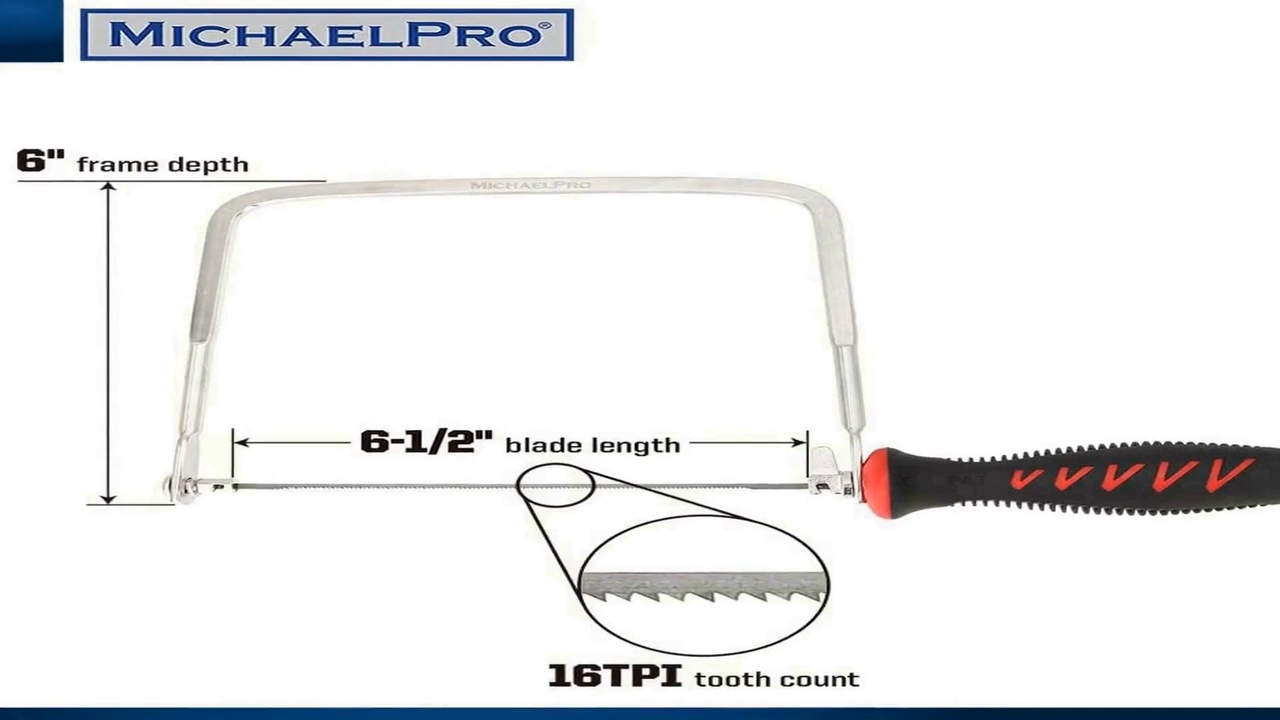 MICHAELPRO®
6" frame depth
MICHAELPRO
6-1/2" blade length
16TPI tooth count